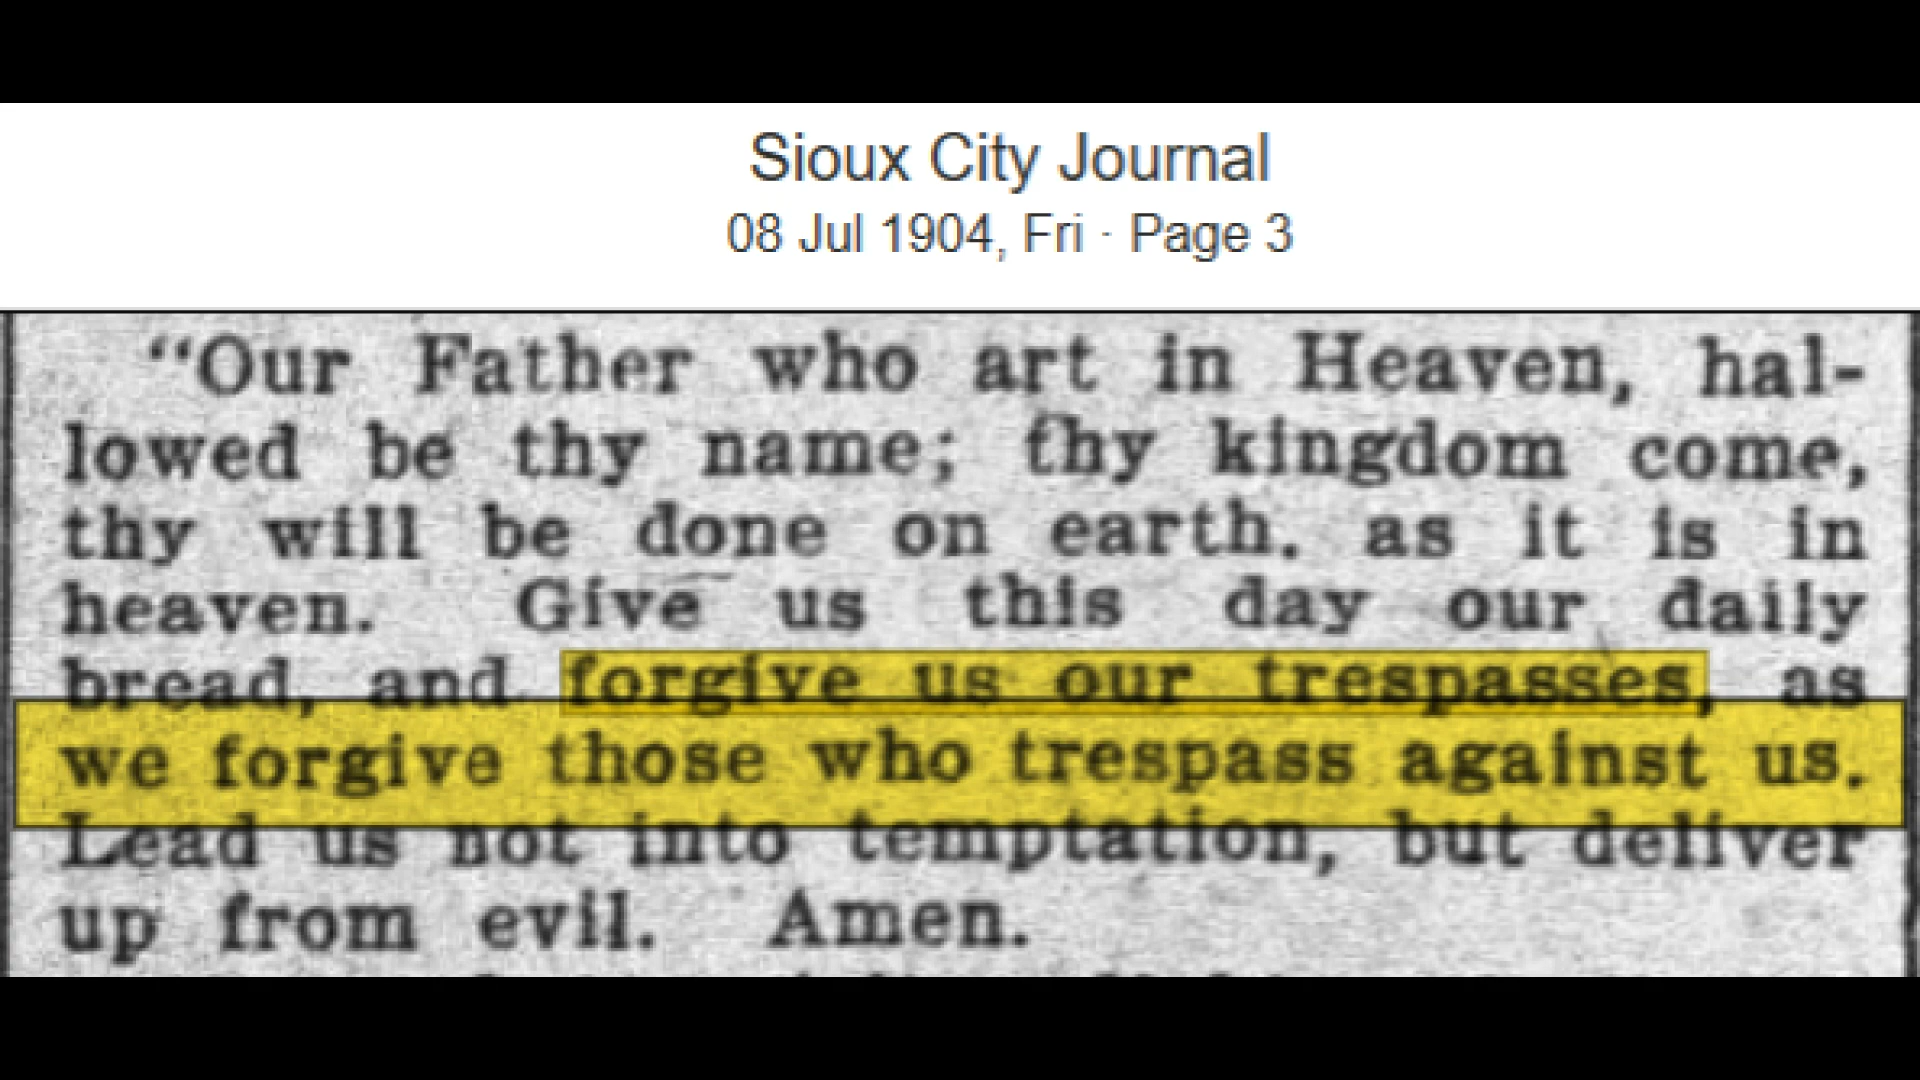 Sioux City Journal
08 Jul 1904, Fri · Page 3
“Our Father who art in Heaven, hal-
lowed be thy name; thy kingdom come,
thy will be done on earth. as it is in
heaven. Give us this day our daily
bread, and forgive us our trespasses, as
we forgive those who trespass against us.
Lead us not into temptation, but deliver
up from evil. Amen.